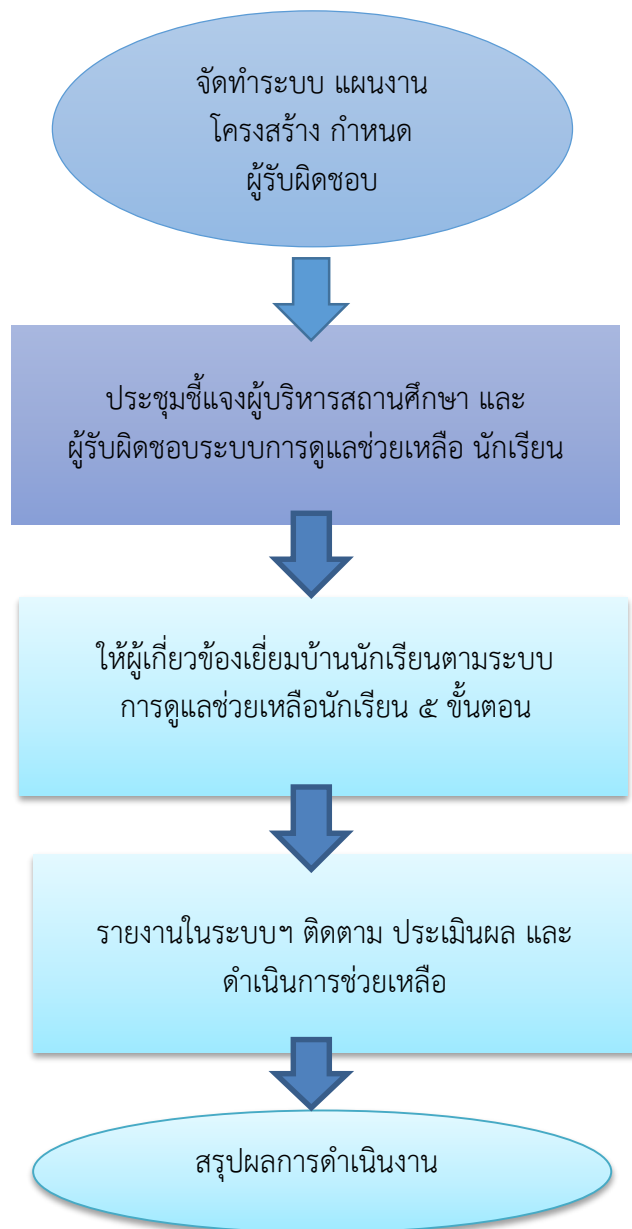 จัดทำระบบ แผนงาน
โครงสร้าง กำหนด
ผู้รับผิดชอบ
ประชุมชี้แจงผู้บริหารสถานศึกษา และ
ผู้รับผิดชอบระบบการดูแลช่วยเหลือ นักเรียน
ให้ผู้เกี่ยวข้องเยี่ยมบ้านนักเรียนตามระบบ
การดูแลช่วยเหลือนักเรียน ๕ ขั้นตอน
รายงานในระบบฯ ติดตาม ประเมินผล และ
ดำเนินการช่วยเหลือ
สรุปผลการดำเนินงาน